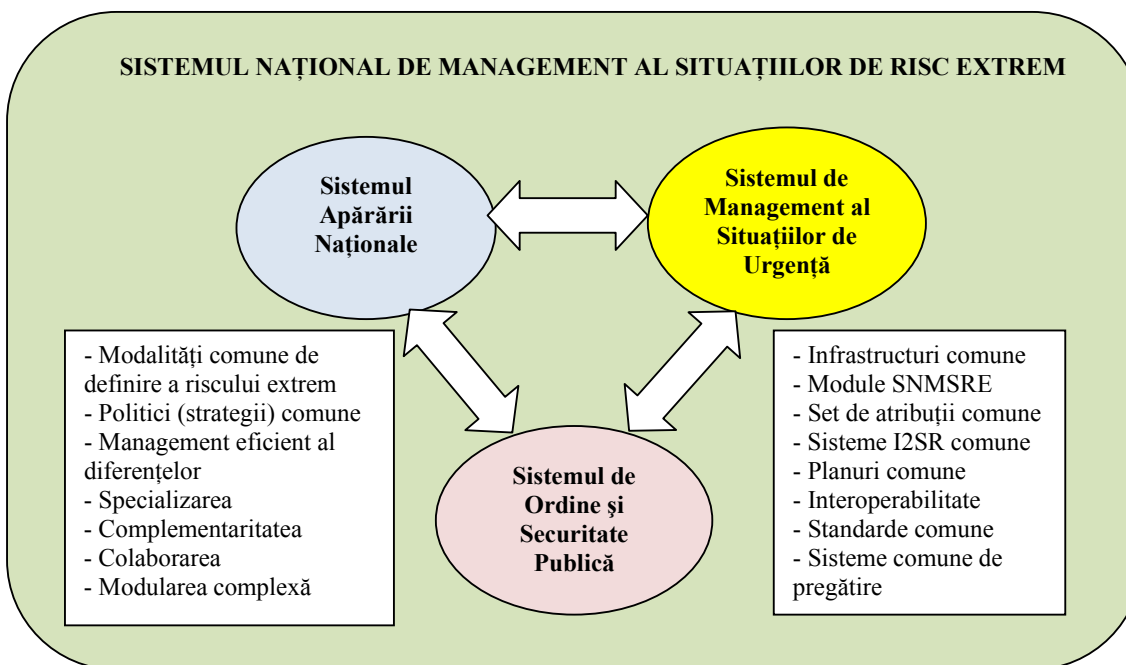 SISTEMUL NAȚIONAL DE MANAGEMENT AL SITUAȚIILOR DE RISC EXTREM
Sistemul
Apărării
Naționale
Sistemul de
Management al
Situațiilor de
Urgență
- Modalități comune de
definire a riscului extrem
- Politici (strategii) comune
- Management eficient al
diferențelor
- Specializarea
- Complementaritatea
- Colaborarea
- Modularea complexă
Sistemul de
Ordine şi
Securitate
Publică
- Infrastructuri comune
- Module SNMSRE
- Set de atribuții comune
- Sisteme I2SR comune
- Planuri comune
- Interoperabilitate
- Standarde comune
- Sisteme comune de
pregătire